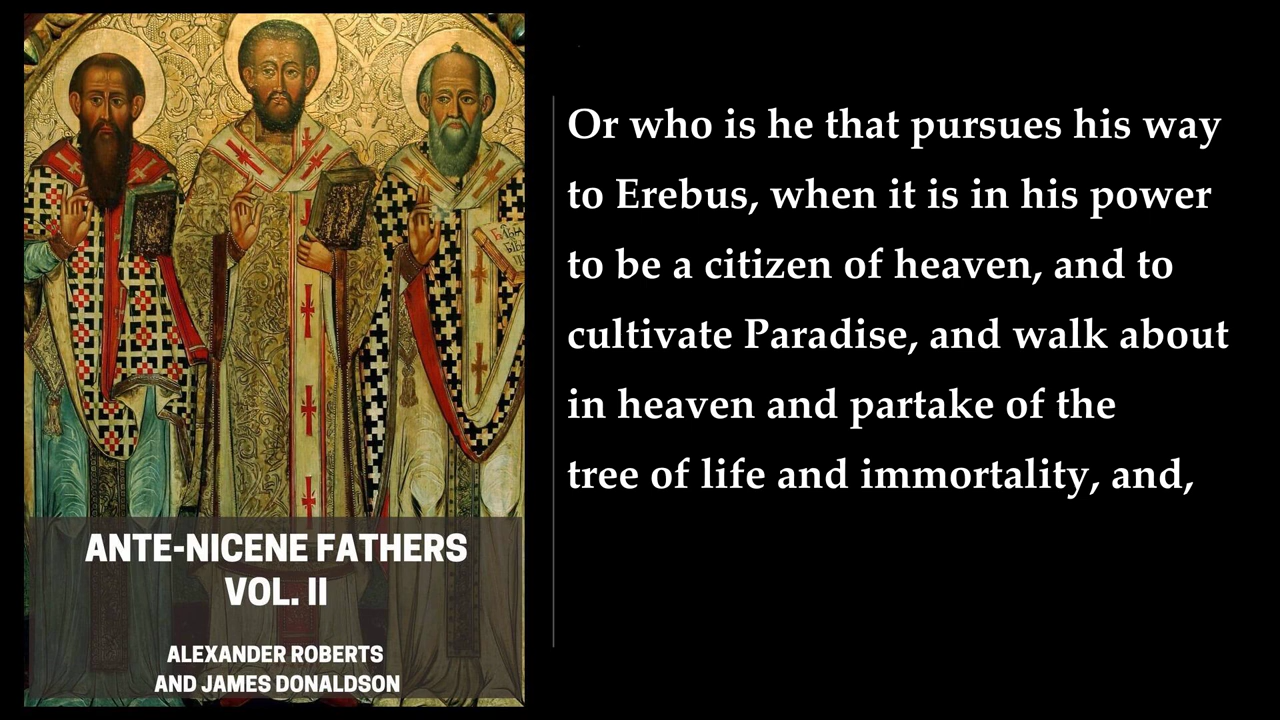 Or who is he that pursues his way
to Erebus, when it is in his power
to be a citizen of heaven, and to
cultivate Paradise, and walk about
in heaven and partake of the
tree of life and immortality, and,
ANTE-NICENE FATHERS
VOL. II
ALEXANDER ROBERTS
AND JAMES DONALDSON